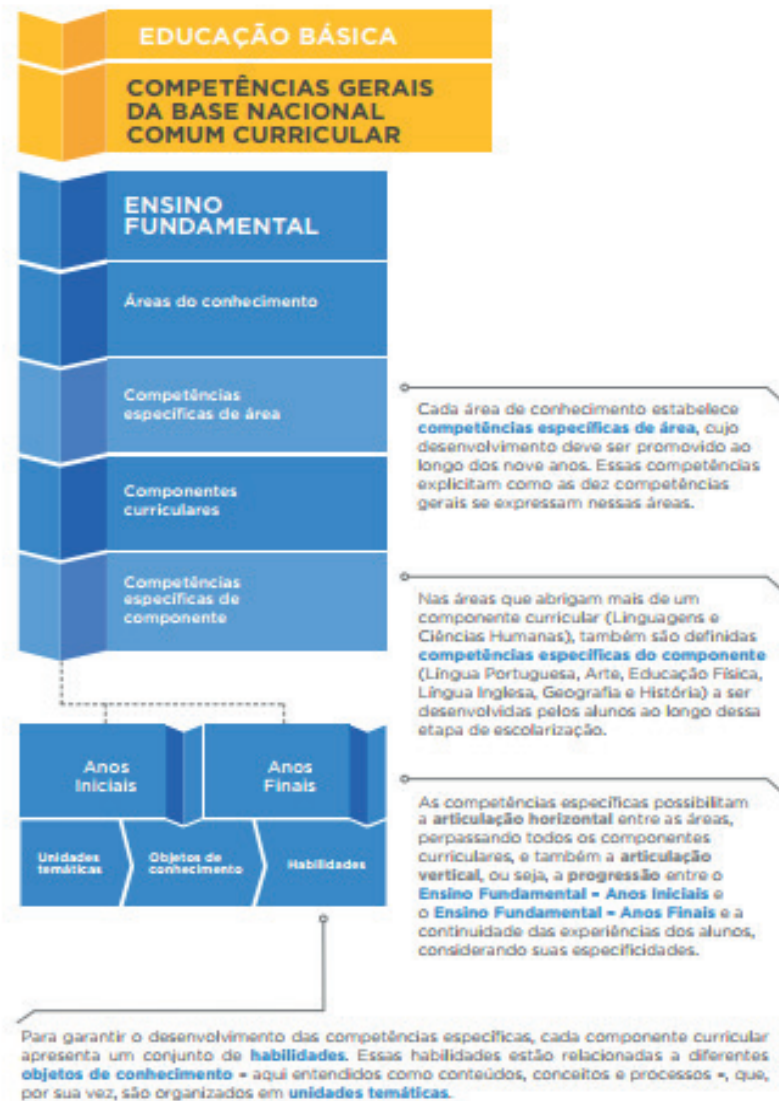 EDUCAÇÃO BÁSICA
COMPETÊNCIAS GERAIS
DA BASE NACIONAL
COMUM CURRICULAR
ENSINO
FUNDAMENTAL
Áreas do conhecimento
Competências
específicas de área
Cada área de conhecimento estabelece
competências específicas de área, cujo
desenvolvimento deve ser promovido ao
longo dos nove anos. Essas competências
explicitam como as dez competências
gerais se expressam nessas áreas.
Componentes
curriculares
Competências
específicas de
componente
Nas áreas que abrigam mais de um
componente curricular (Linguagens e
Ciências Humanas), também são definidas
competências específicas do componente
(Língua Portuguesa, Arte, Educação Física,
Língua Inglesa, Geografia e História) a ser
desenvolvidas pelos alunos ao longo dessa
etapa de escolarização.
Anos
Iniciais
Anos
Finais
Unidades
temáticas
Objetos de
conhecimento
Habilidades
As competências específicas possibilitam
a articulação horizontal entre as áreas,
perpassando todos os componentes
curriculares, e também a articulação
vertical, ou seja, a progressão entre o
Ensino Fundamental – Anos Iniciais e
o Ensino Fundamental – Anos Finais e a
continuidade das experiências dos alunos,
considerando suas especificidades.
Para garantir o desenvolvimento das competências específicas, cada componente curricular
apresenta um conjunto de habilidades. Essas habilidades estão relacionadas a diferentes
objetos de conhecimento – aqui entendidos como conteúdos, conceitos e processos –, que,
por sua vez, são organizados em unidades temáticas.